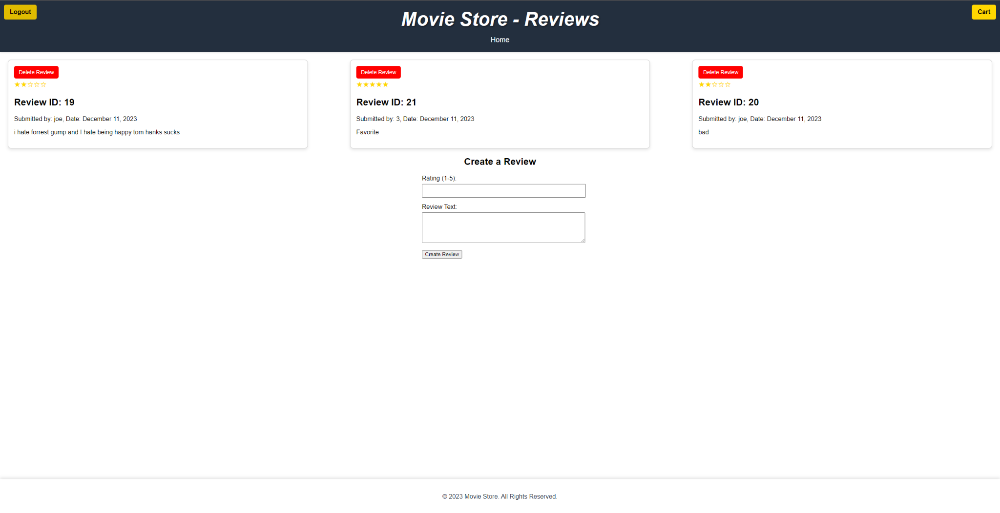 Logout
Movie Store - Reviews
Cart
Home
Delete Review
★★☆☆☆
Review ID: 19
Submitted by: joe, Date: December 11, 2023
i hate forrest gump and I hate being happy tom hanks sucks
Delete Review
★★★★★
Review ID: 21
Submitted by: 3, Date: December 11, 2023
Favorite
Delete Review
★★☆☆☆
Review ID: 20
Submitted by: joe, Date: December 11, 2023
bad
Create a Review
Rating (1-5):
Review Text:
Create Review
© 2023 Movie Store. All Rights Reserved.